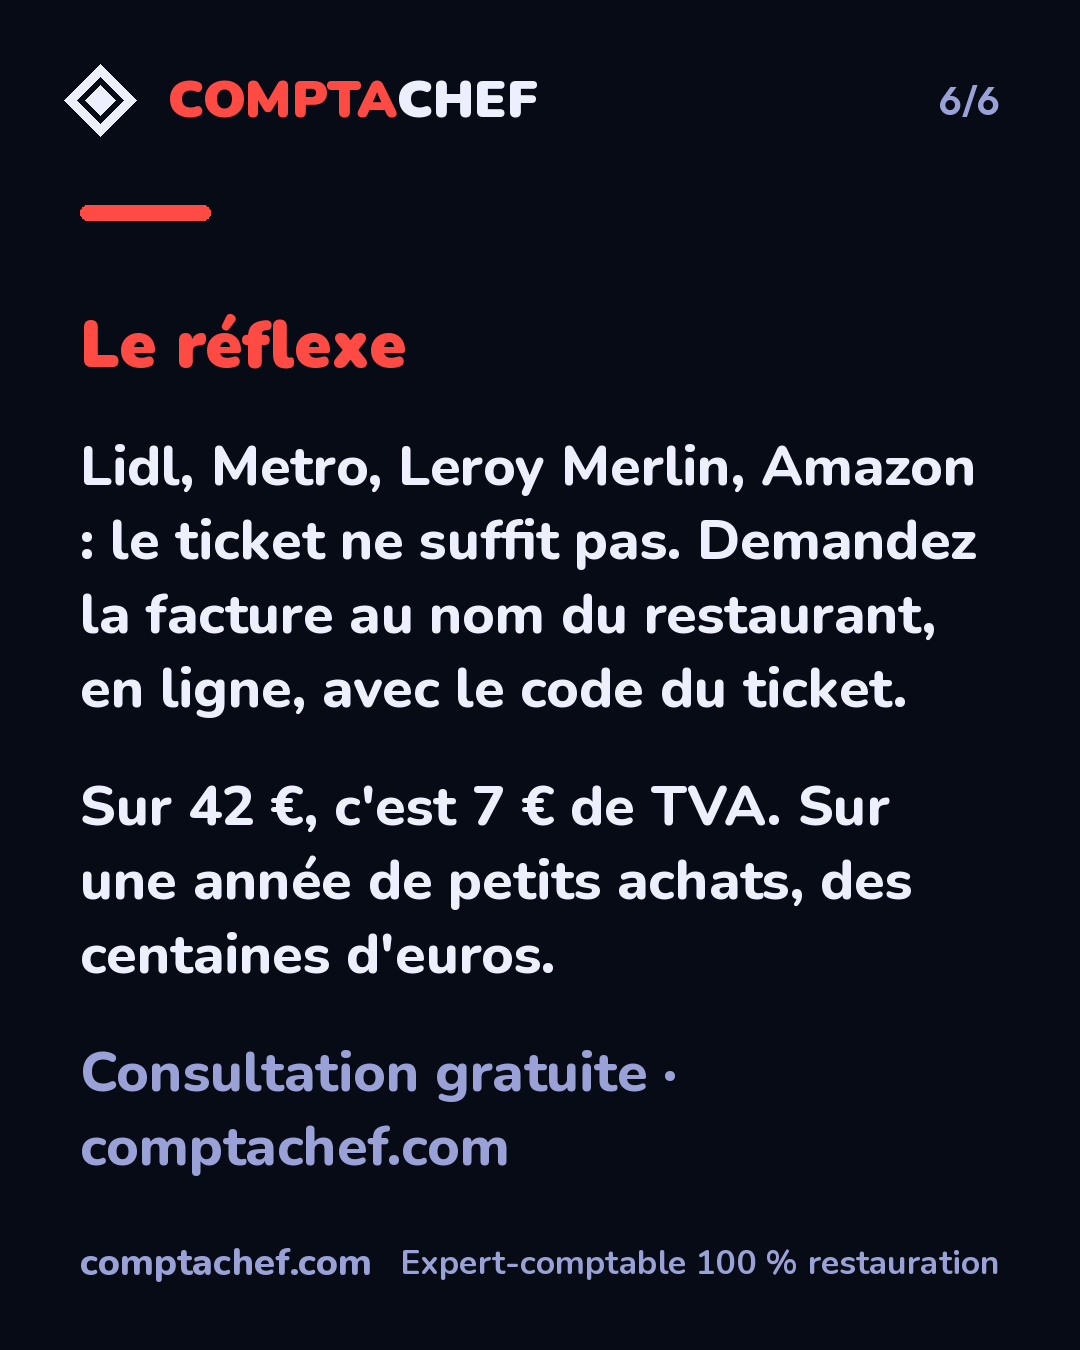 COMPTACHEF
6/6
Le réflexe
Lidl, Metro, Leroy Merlin, Amazon
: le ticket ne suffit pas. Demandez
la facture au nom du restaurant,
en ligne, avec le code du ticket.
Sur 42 €, c'est 7 € de TVA. Sur
une année de petits achats, des
centaines d'euros.
Consultation gratuite ·
comptachef.com
comptachef.com Expert-comptable 100 % restauration